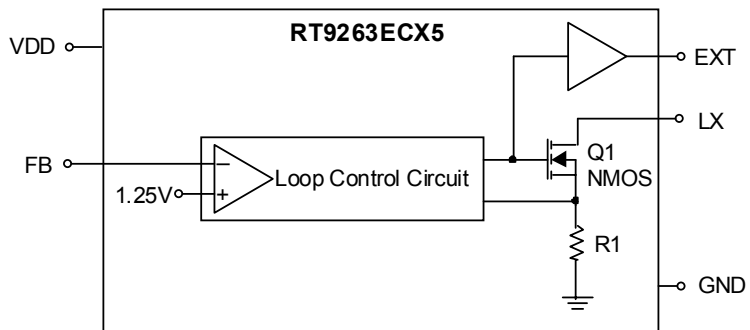 RT9263ECX5
VDD
EXT
LX
FB
−
1.25V
+
Loop Control Circuit
Q1
NMOS
R1
GND